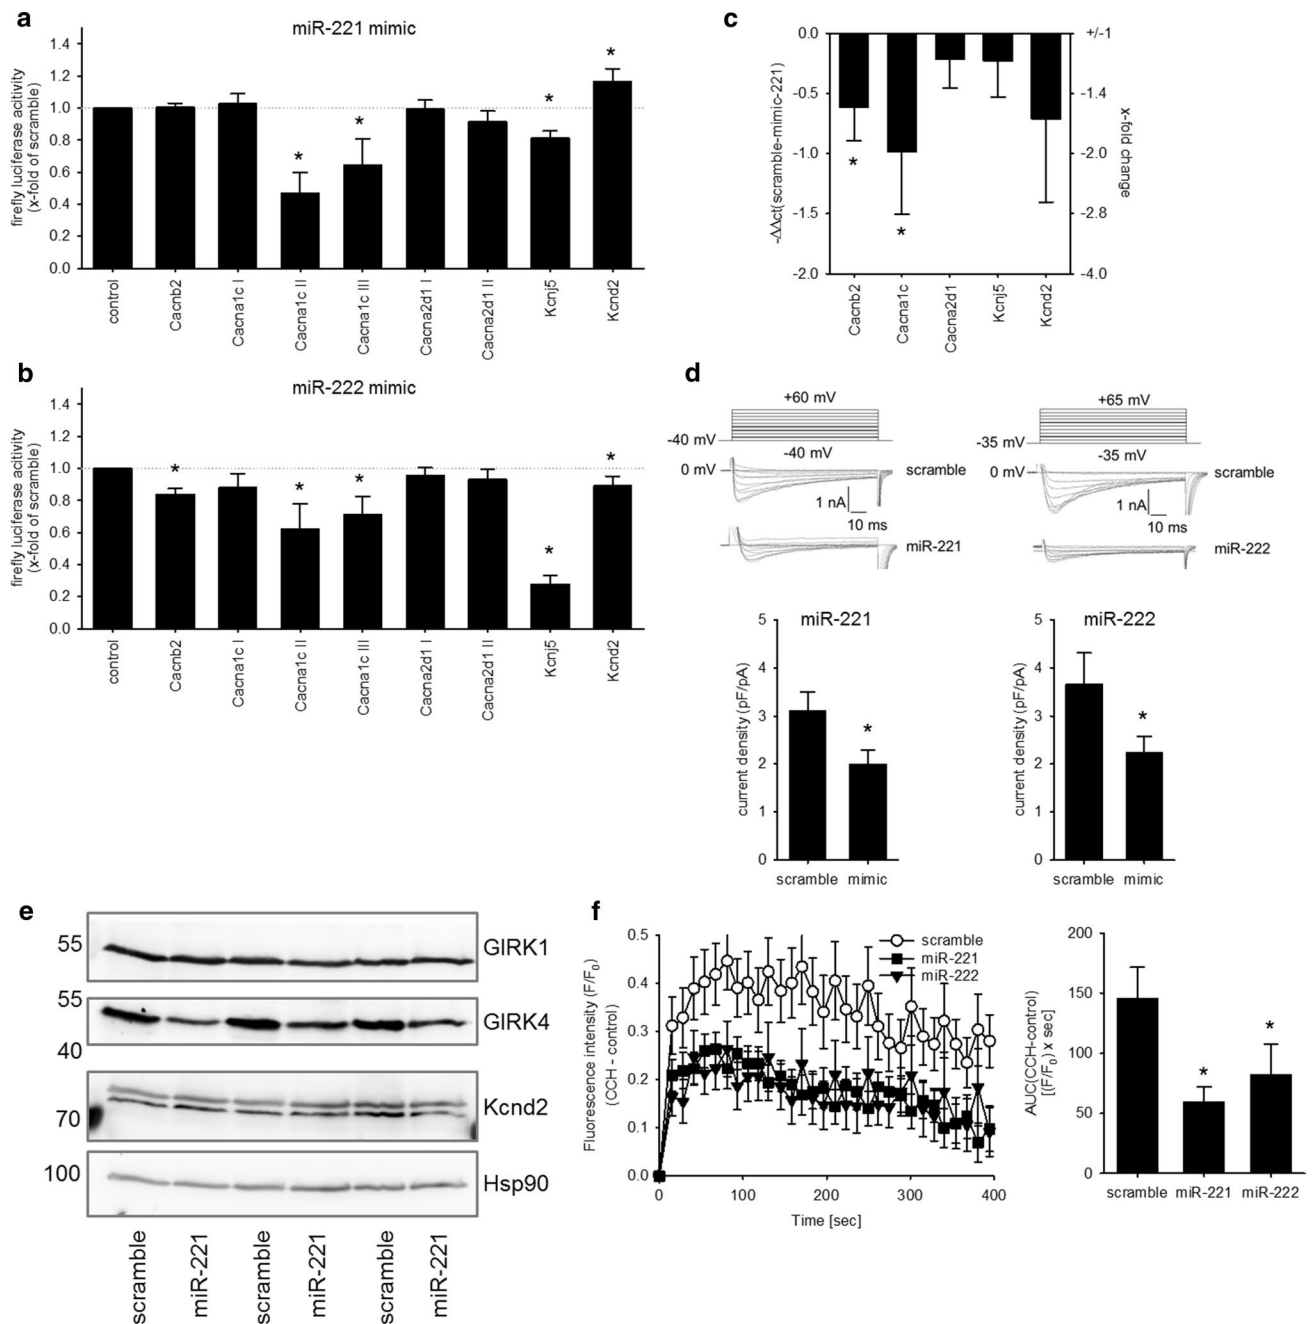 a
miR-221 mimic
firefly luciferase acitivity
(x-fold of scramble)
1.4
1.2
1.0
0.8
0.6
0.4
0.2
0.0
*
*
*
*
control
Cacnb2
Cacna1c I
Cacna1c II
Cacna1c III
Cacna2d1 I
Cacna2d1 II
Kcnj5
Kcnd2
b
miR-222 mimic
firefly luciferase acitivity
(x-fold of scramble)
1.4
1.2
1.0
0.8
0.6
0.4
0.2
0.0
*
*
*
*
*
control
Cacnb2
Cacna1c I
Cacna1c II
Cacna1c III
Cacna2d1 I
Cacna2d1 II
Kcnj5
Kcnd2
c
-ΔΔct(scramble-mimic-221)
0.0
-0.5
-1.0
-1.5
-2.0
+/-1
-1.4
-2.0
-2.8
-4.0
x-fold change
*
*
Cacnb2
Cacna1c
Cacna2d1
Kcnj5
Kcnd2
d
+60 mV
-40 mV
-40 mV
0 mV
scramble
1 nA
10 ms
miR-221
+65 mV
-35 mV
-35 mV
0 mV
scramble
1 nA
10 ms
miR-222
miR-221
current density (pF/pA)
5
4
3
2
1
0
*
scramble
mimic
miR-222
current density (pF/pA)
5
4
3
2
1
0
*
scramble
mimic
e
55
GIRK1
55
GIRK4
40
Kcnd2
70
100
Hsp90
scramble
miR-221
scramble
miR-221
scramble
miR-221
f
Fluorescence intensity (F/F0)
(CCH - control)
0.5
0.4
0.3
0.2
0.1
0.0
scramble
miR-221
miR-222
0
100
200
300
400
Time [sec]
AUC(CCH-control)
[(F/F0) x sec]
200
150
100
50
0
*
*
scramble
miR-221
miR-222